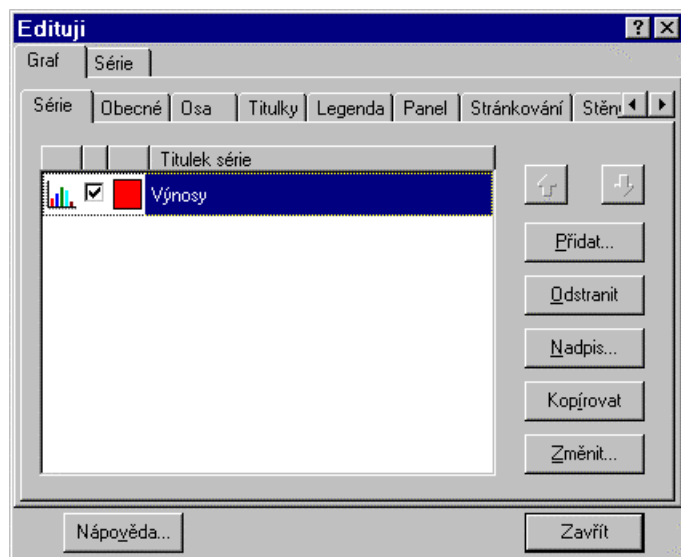 Edituji
Graf Série
Série Obecné Osa Titulky Legenda Panel Stránkování Stěn
Titulek série
Výnosy
Přidat...
Odstranit
Nadpis...
Kopírovat
Změnit...
Nápověda... Zavřít